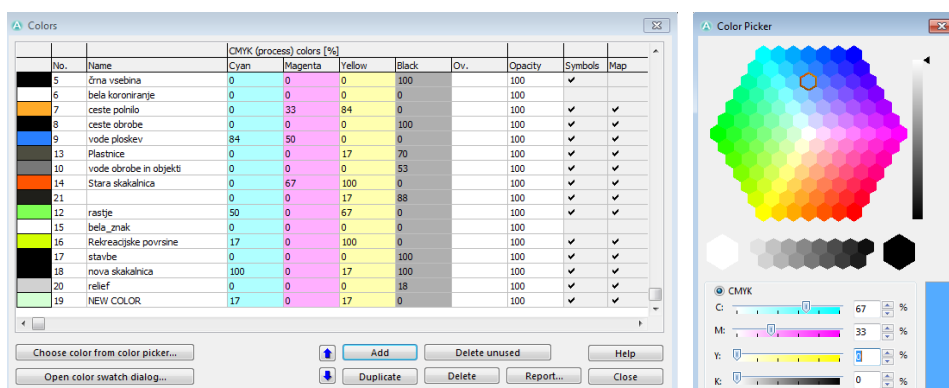 Colors
CMYK (process) colors [%]
No. Name Cyan Magenta Yellow Black Ov. Opacity Symbols Map
5 črna vsebina 0 0 0 100 100
6 bela koroniranje 0 0 0 0 100
7 ceste polnilo 0 33 84 0 100
8 ceste obrobe 0 0 0 100 100
9 vode ploskev 84 50 0 0 100
13 Plastnice 0 0 17 70 100
10 vode obrobe in objekti 0 0 0 53 100
14 Stara skakalnica 0 67 100 0 100
21 0 0 17 88 100
12 rastje 50 0 67 0 100
15 bela_znak 0 0 0 0 100
16 Rekreacijske povrsine 17 0 100 0 100
17 stavbe 0 0 0 100 100
18 nova skakalnica 100 0 17 100 100
20 relief 0 0 0 18 100
19 NEW COLOR 17 0 17 0 100
Choose color from color picker... Add Delete unused Help
Open color swatch dialog... Duplicate Delete Report... Close
Color Picker
CMYK
C: 67 %
M: 33 %
Y: 0 %
K: 0 %